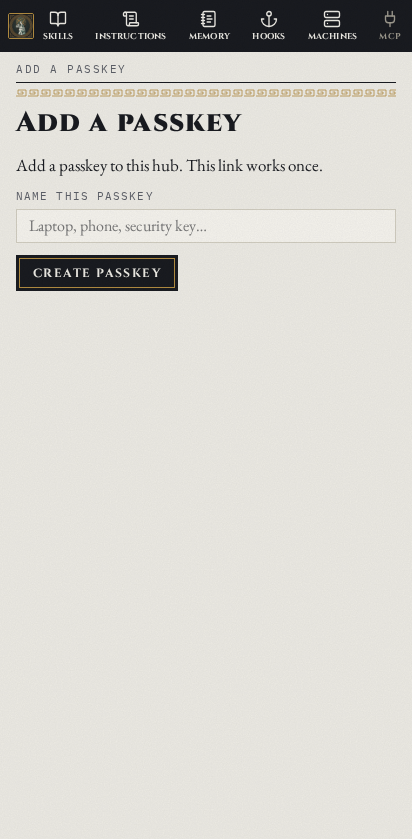 SKILLS
INSTRUCTIONS
MEMORY
HOOKS
MACHINES
MCP
ADD A PASSKEY
ADD A PASSKEY
Add a passkey to this hub. This link works once.
NAME THIS PASSKEY
Laptop, phone, security key…
CREATE PASSKEY